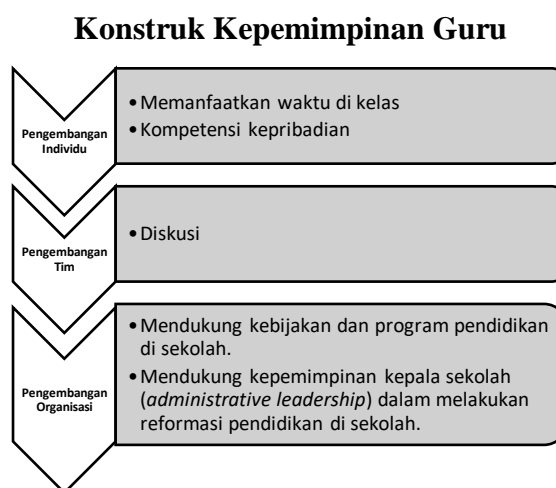 Konstruk Kepemimpinan Guru
Pengembangan
Individu
•Memanfaatkan waktu di kelas
•Kompetensi kepribadian
Pengembangan
Tim
•Diskusi
Pengembangan
Organisasi
•Mendukung kebijakan dan program pendidikan
di sekolah.
•Mendukung kepemimpinan kepala sekolah
(administrative leadership) dalam melakukan
reformasi pendidikan di sekolah.